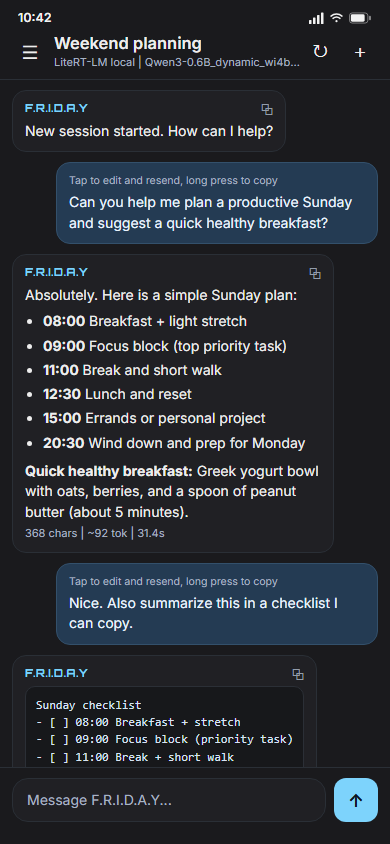 10:42
Weekend planning
LiteRT-LM local | Qwen3-0.6B_dynamic_wi4b...
F.R.I.D.A.Y
New session started. How can I help?
Tap to edit and resend, long press to copy
Can you help me plan a productive Sunday
and suggest a quick healthy breakfast?
F.R.I.D.A.Y
Absolutely. Here is a simple Sunday plan:
• 08:00 Breakfast + light stretch
• 09:00 Focus block (top priority task)
• 11:00 Break and short walk
• 12:30 Lunch and reset
• 15:00 Errands or personal project
• 20:30 Wind down and prep for Monday
Quick healthy breakfast: Greek yogurt bowl
with oats, berries, and a spoon of peanut
butter (about 5 minutes).
368 chars | ~92 tok | 31.4s
Tap to edit and resend, long press to copy
Nice. Also summarize this in a checklist I
can copy.
F.R.I.D.A.Y
Sunday checklist
- [ ] 08:00 Breakfast + stretch
- [ ] 09:00 Focus block (priority task)
- [ ] 11:00 Break + short walk
Message F.R.I.D.A.Y...